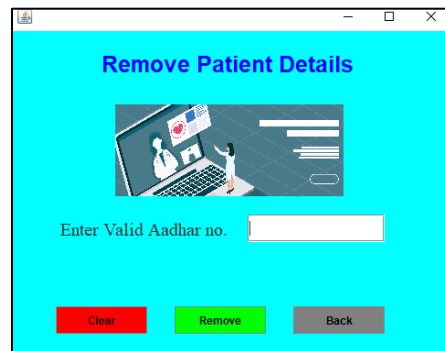 Remove Patient Details
Enter Valid Aadhar no.
Clear Remove Back